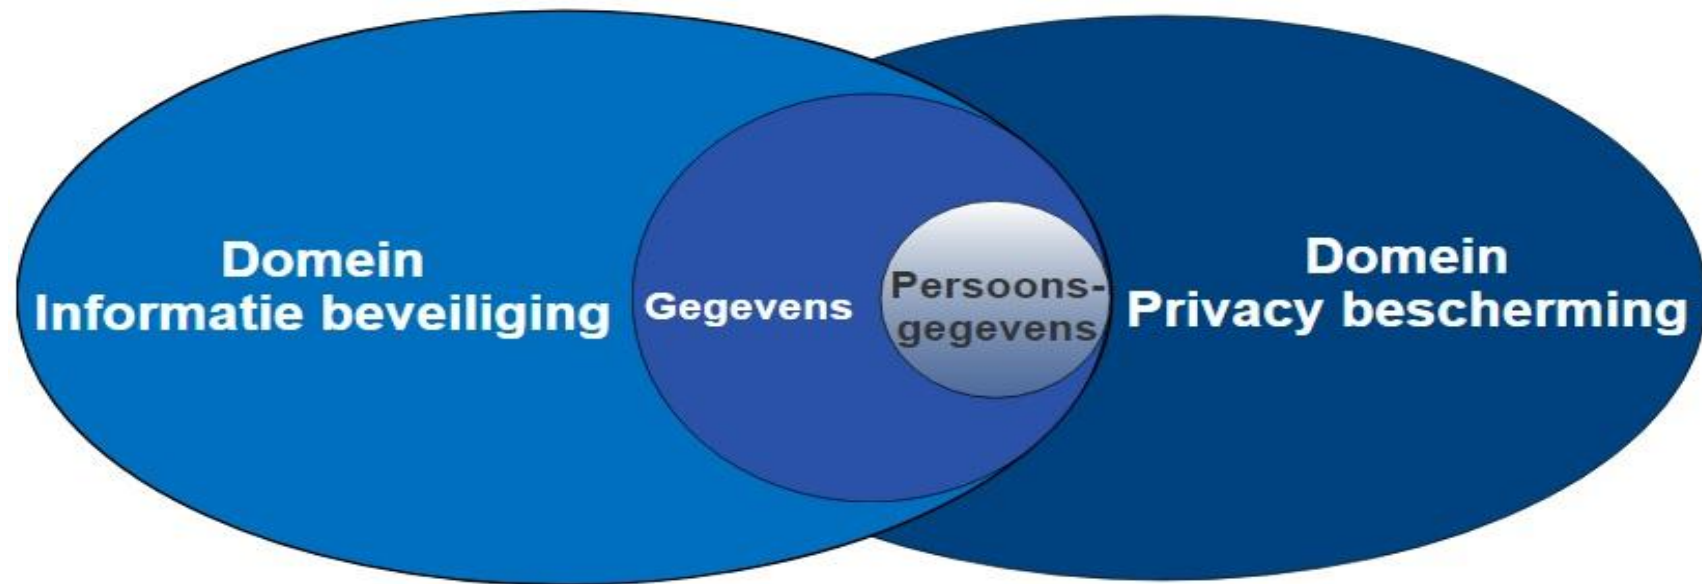 Domein
Informatie beveiliging
Gegevens
Persoons-
gegevens
Domein
Privacy bescherming